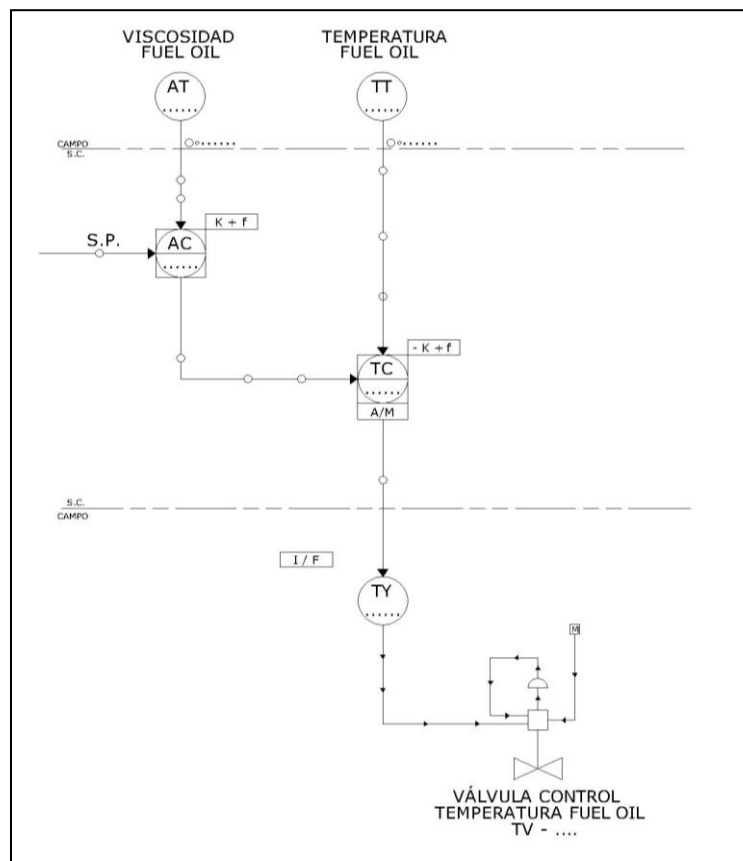 VISCOSIDAD
FUEL OIL
TEMPERATURA
FUEL OIL
AT
......
TT
......
CAMPO
S.C.
......
......
K + f
S.P.
AC
......
- K + f
TC
......
A/M
S.C.
CAMPO
I / F
TY
......
M
VÁLVULA CONTROL
TEMPERATURA FUEL OIL
TV - ....